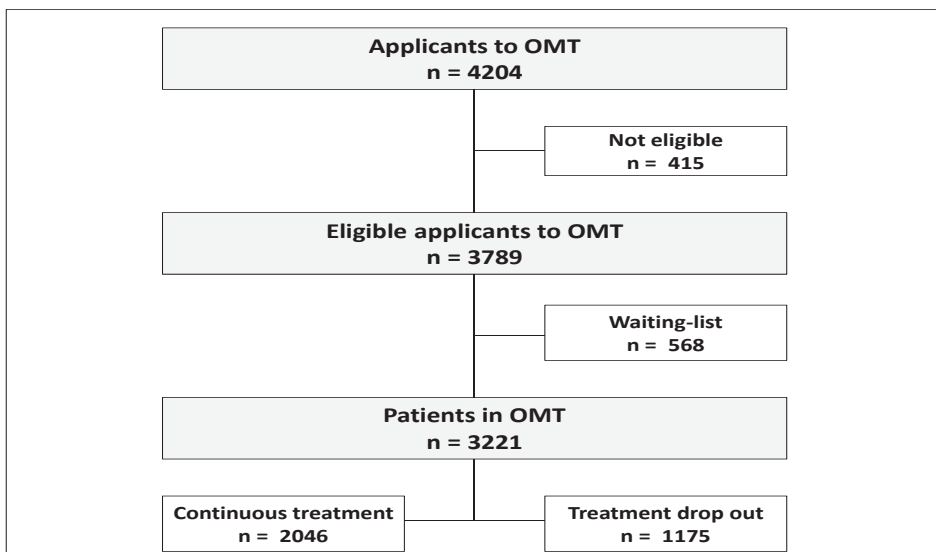 Applicants to OMT
n = 4204
Not eligible
n = 415
Eligible applicants to OMT
n = 3789
Waiting-list
n = 568
Patients in OMT
n = 3221
Continuous treatment
n = 2046
Treatment drop out
n = 1175